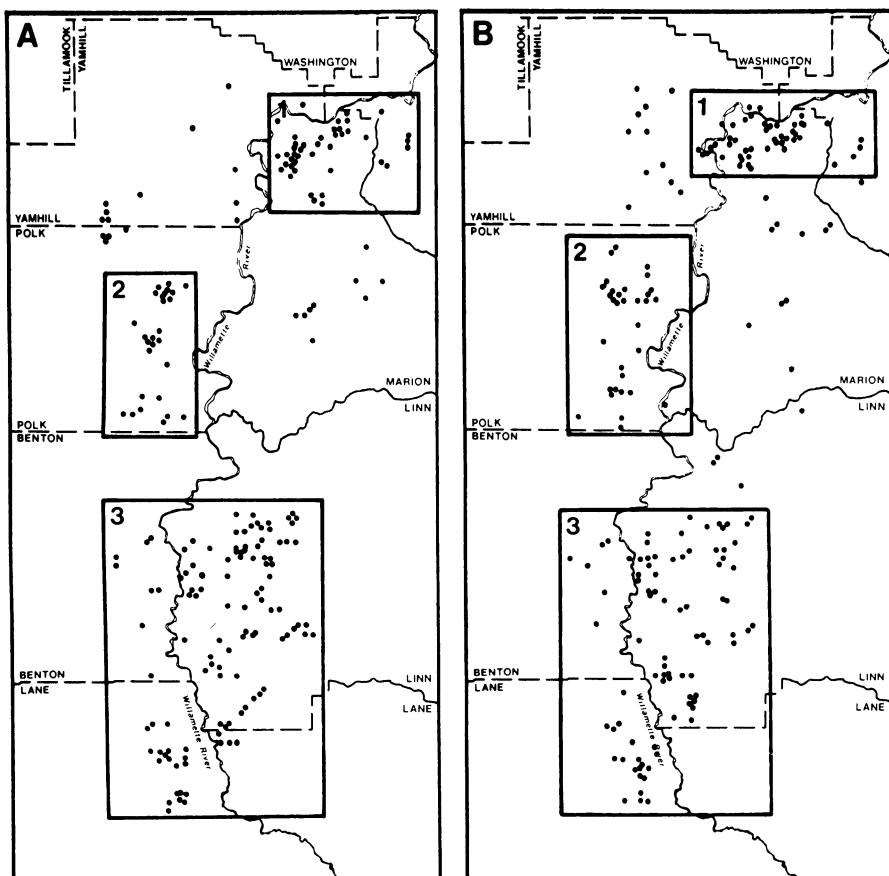 A
TILLAMOOK
YAMHILL
WASHINGTON
1
YAMHILL
POLK
River
2
Willamette
MARION
LINN
POLK
BENTON
3
BENTON
LANE
LINN
LANE
Willamette River
B
TILLAMOOK
YAMHILL
WASHINGTON
1
YAMHILL
POLK
River
2
Willamette
MARION
LINN
POLK
BENTON
3
BENTON
LANE
LINN
LANE
Willamette River